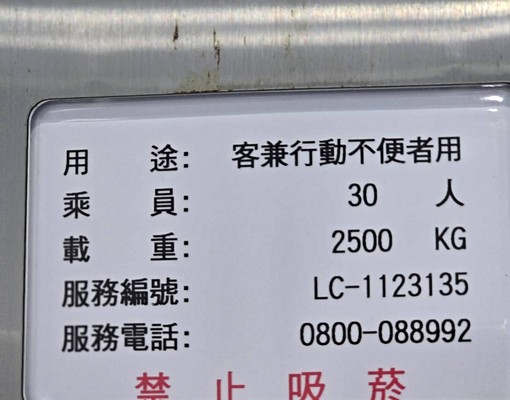 用 途: 客兼行動不便者用
乘 員: 30 人
載 重: 2500 KG
服務編號: LC-1123135
服務電話: 0800-088992
禁止吸菸